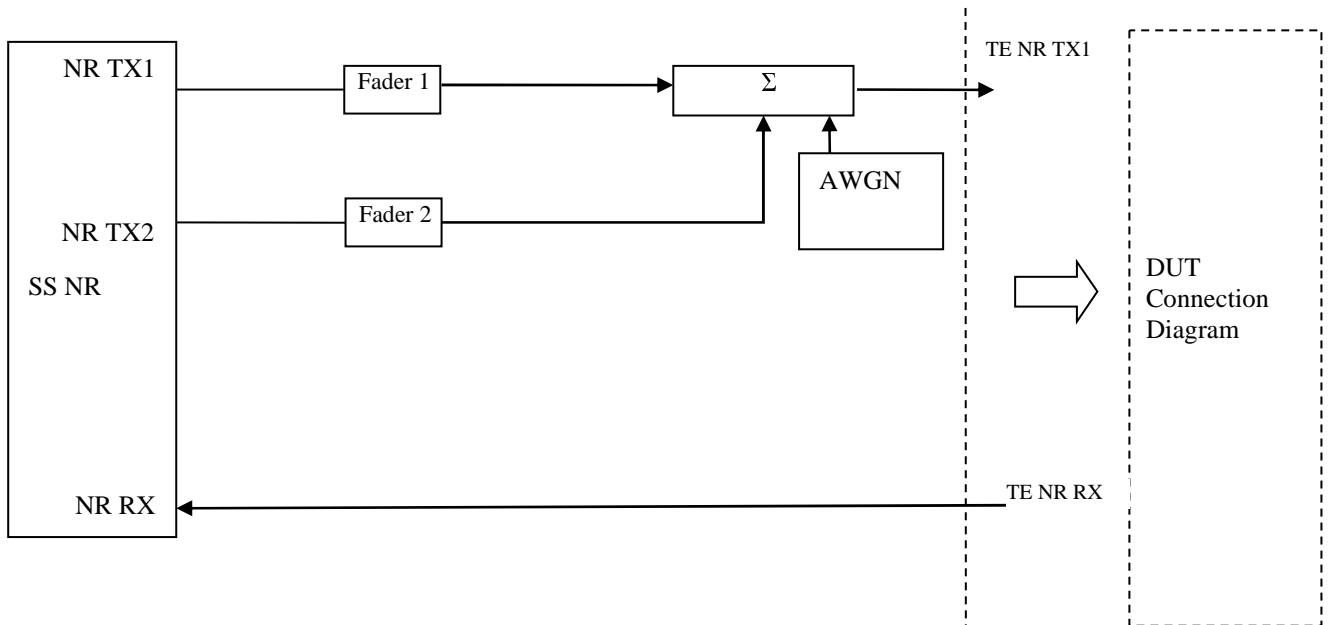 TE NR TX1
NR TX1
Fader 1
Σ
AWGN
Fader 2
NR TX2
SS NR
DUT
Connection
Diagram
TE NR RX
NR RX